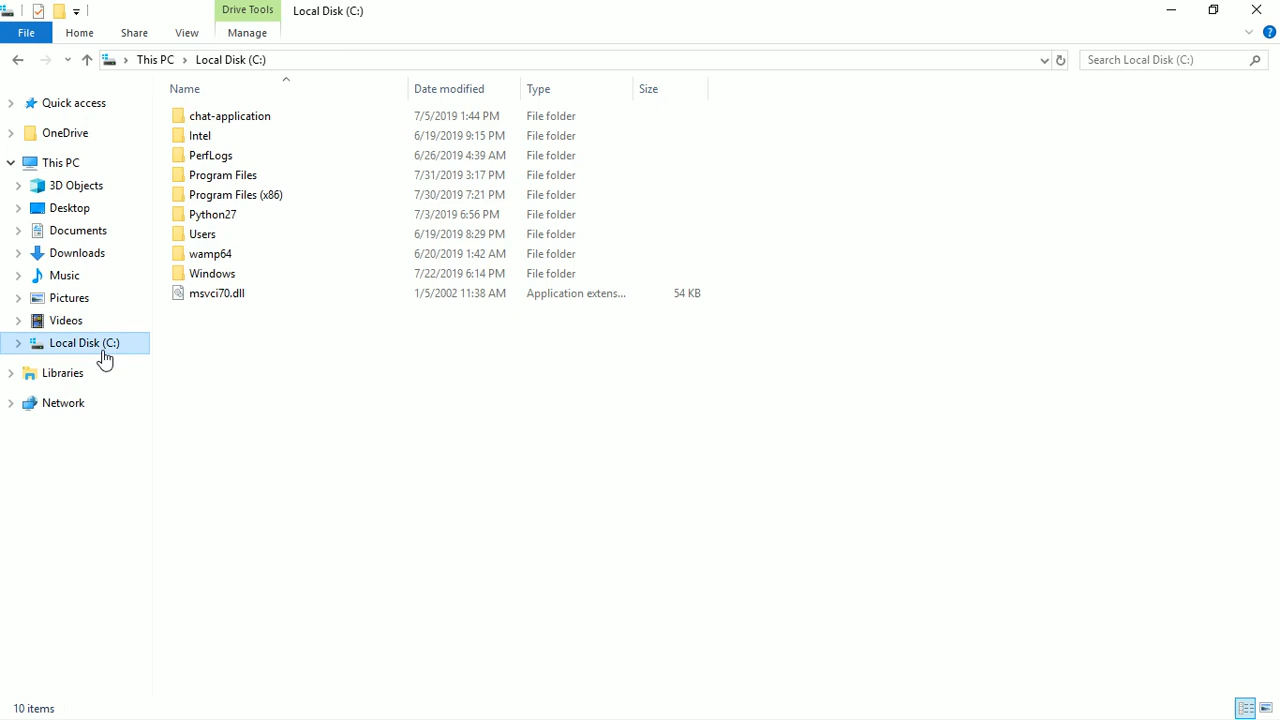 Drive Tools Local Disk (C:)
File Home Share View Manage
This PC Local Disk (C:) Search Local Disk (C:)
Name Date modified Type Size
Quick access
OneDrive
This PC
3D Objects
Desktop
Documents
Downloads
Music
Pictures
Videos
Local Disk (C:)
Libraries
Network
chat-application 7/5/2019 1:44 PM File folder
Intel 6/19/2019 9:15 PM File folder
PerfLogs 6/26/2019 4:39 AM File folder
Program Files 7/31/2019 3:17 PM File folder
Program Files (x86) 7/30/2019 7:21 PM File folder
Python27 7/3/2019 6:56 PM File folder
Users 6/19/2019 8:29 PM File folder
wamp64 6/20/2019 1:42 AM File folder
Windows 7/22/2019 6:14 PM File folder
msvci70.dll 1/5/2002 11:38 AM Application extens... 54 KB
10 items